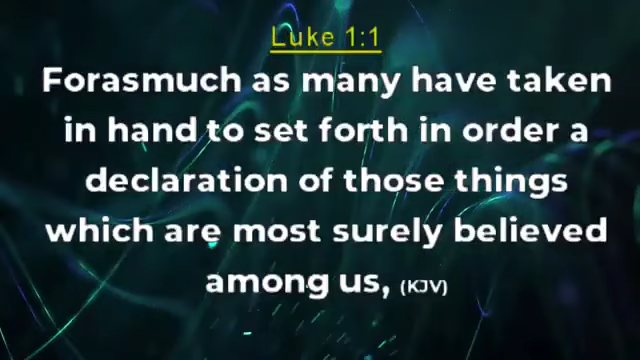 Luke 1:1
Forasmuch as many have taken
in hand to set forth in order a
declaration of those things
which are most surely believed
among us, (KJV)